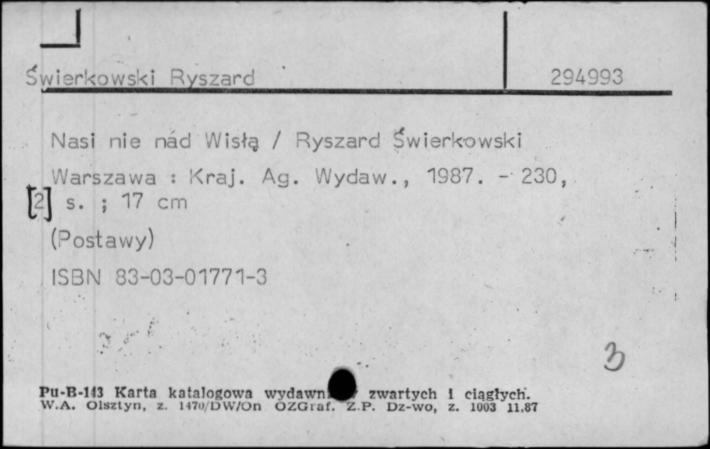 Świerkowski Ryszard 294993
Nasi nie nad Wisłą / Ryszard Świerkowski
Warszawa : Kraj. Ag. Wydaw., 1987. - 230,
[2] s. ; 17 cm
(Postawy)
ISBN 83-03-01771-3
3
Pu-B-113 Karta katalogowa zwartych i ciągłych.
W.A. Olsztyn, z. 1470/DW/On OZGraf. Z.P. Dz-wo, z. 1003 11.87